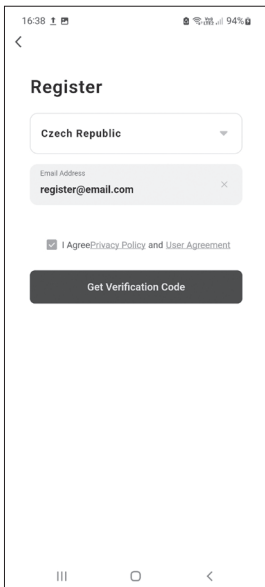 16:38 94%
Register
Czech Republic
Email Address
register@email.com
I AgreePrivacy Policy and User Agreement
Get Verification Code